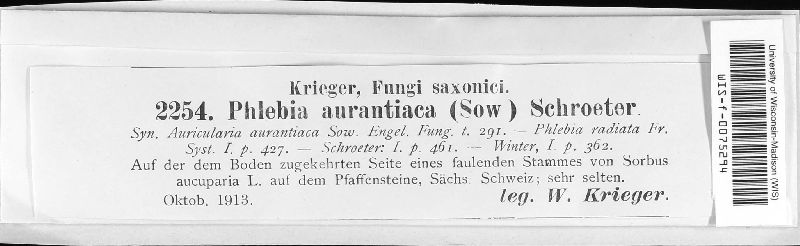 Krieger, Fungi saxonici.
2254. Phlebia aurantiaca (Sow ) Schroeter.
Syn. Auricularia aurantiaca Sow. Engel. Fung. t. 291. — Phlebia radiata Fr.
Syst. I. p. 427. — Schroeter: I. p. 461. — Winter, I. p. 362.
Auf der dem Boden zugekehrten Seite eines faulenden Stammes von Sorbus
aucuparia L. auf dem Pfaffensteine, Sächs. Schweiz; sehr selten.
Oktob. 1913. leg. W. Krieger.
University of Wisconsin-Madison (WIS)
WIS-f-0075294